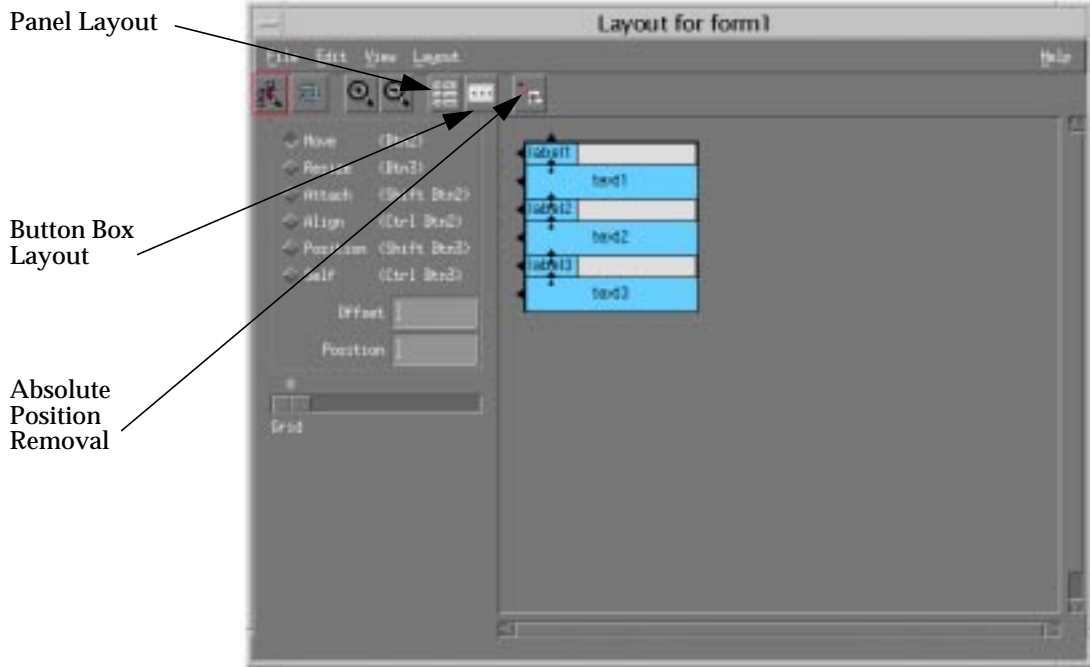 Panel Layout
Layout for form1
File Edit View Layout
Help
Move (Btn2)
Resize (Btn3)
Attach (Shift Btn2)
Align (Ctrl Btn2)
Position (Shift Btn3)
Self (Ctrl Btn3)
Offset
Position
0
Grid
label1
text1
label2
text2
label3
text3
Button Box
Layout
Absolute
Position
Removal